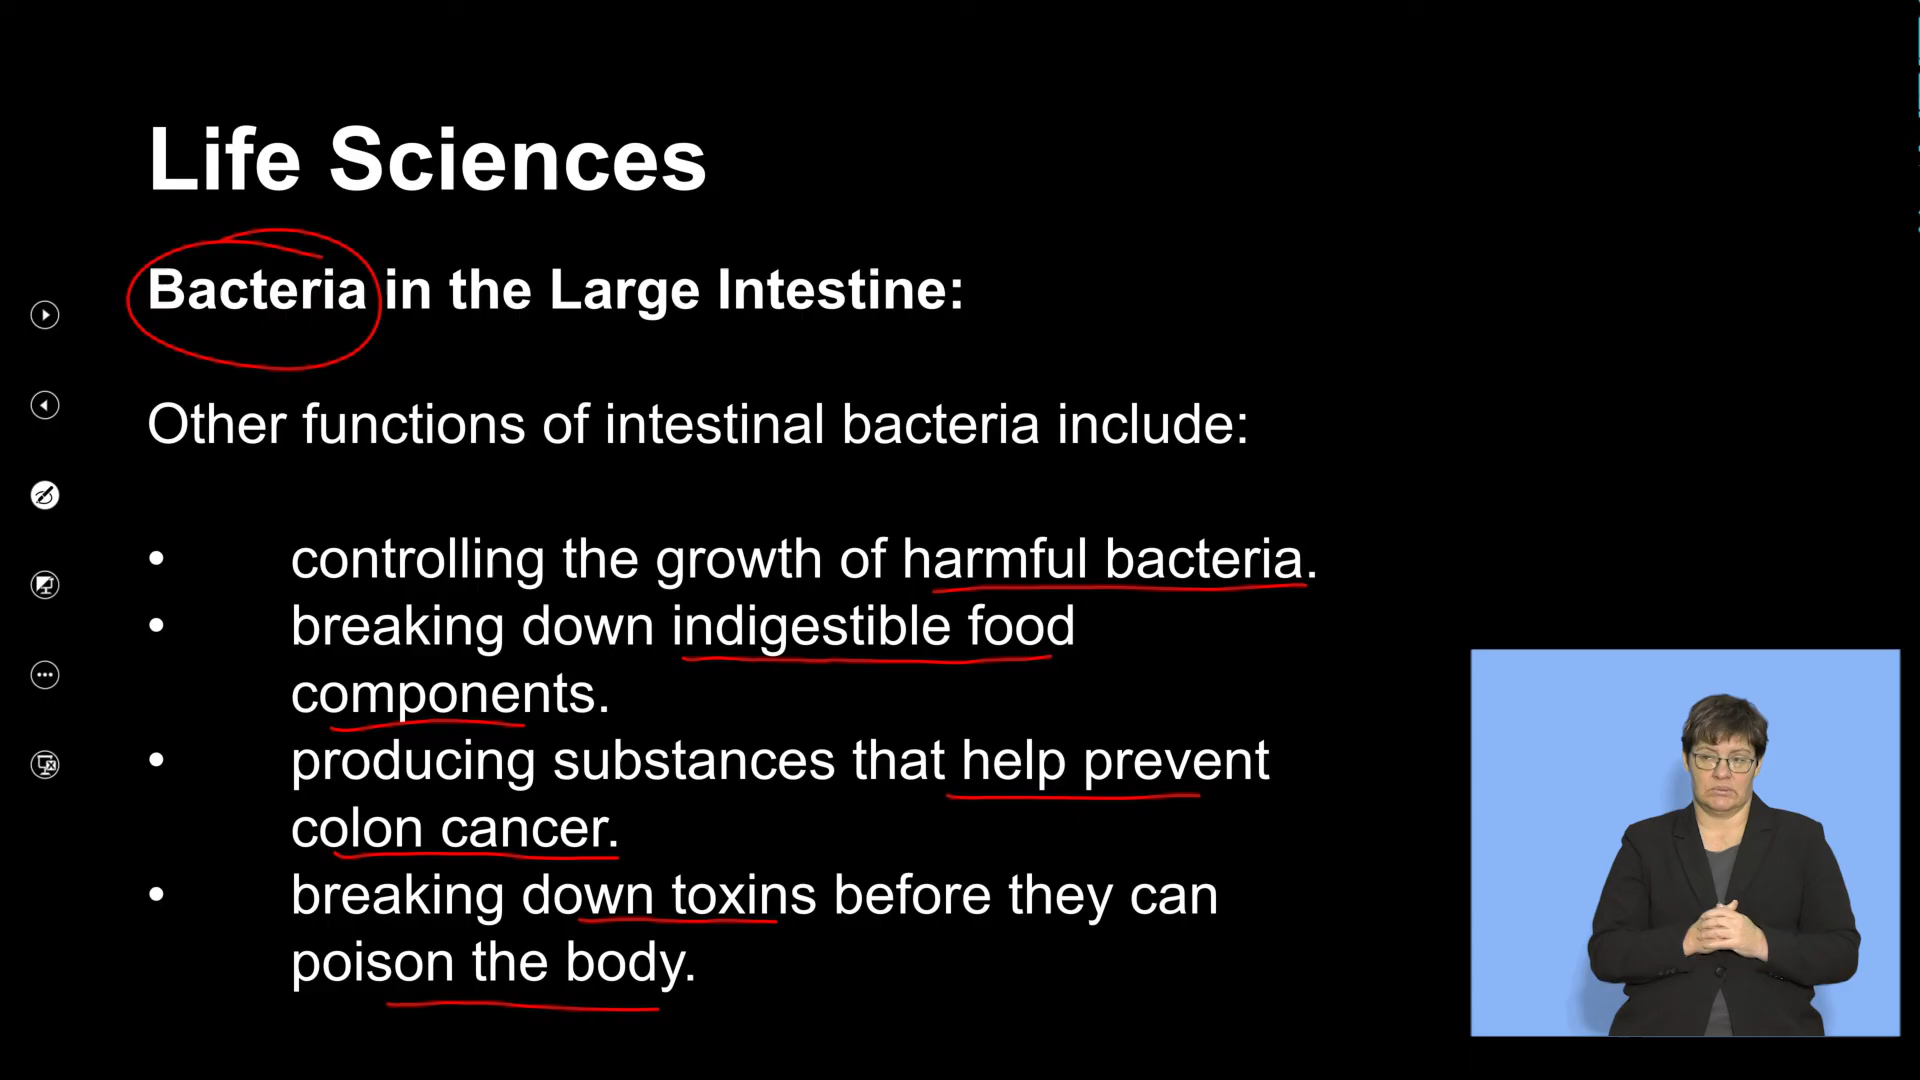 Life Sciences
Bacteria in the Large Intestine:
Other functions of intestinal bacteria include:
• controlling the growth of harmful bacteria.
• breaking down indigestible food
components.
• producing substances that help prevent
colon cancer.
• breaking down toxins before they can
poison the body.